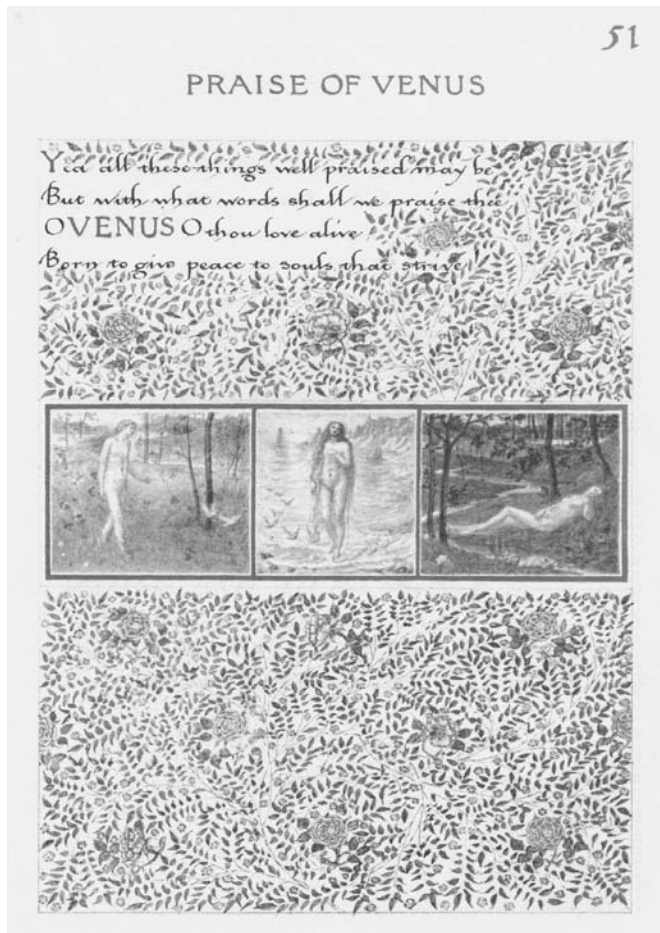 51
PRAISE OF VENUS
Yea all these things well praised may be
But with what words shall we praise thee
O VENUS O thou love alive
Born to give peace to souls that strive